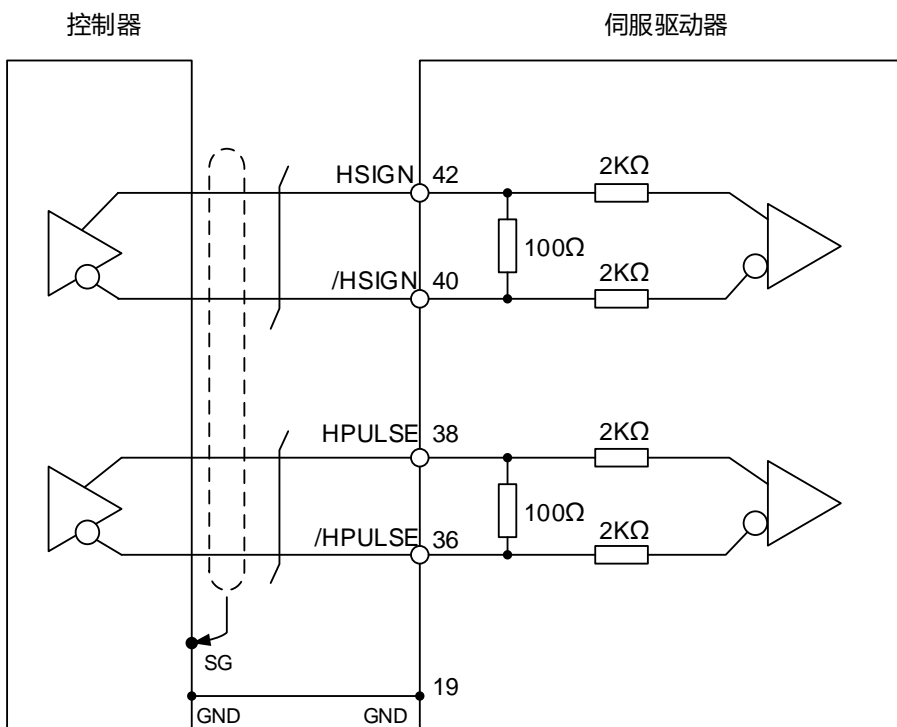 控制器
伺服驱动器
HSIGN 42
2KΩ
100Ω
/HSIGN 40
2KΩ
HPULSE 38
2KΩ
100Ω
/HPULSE 36
2KΩ
SG
19
GND
GND